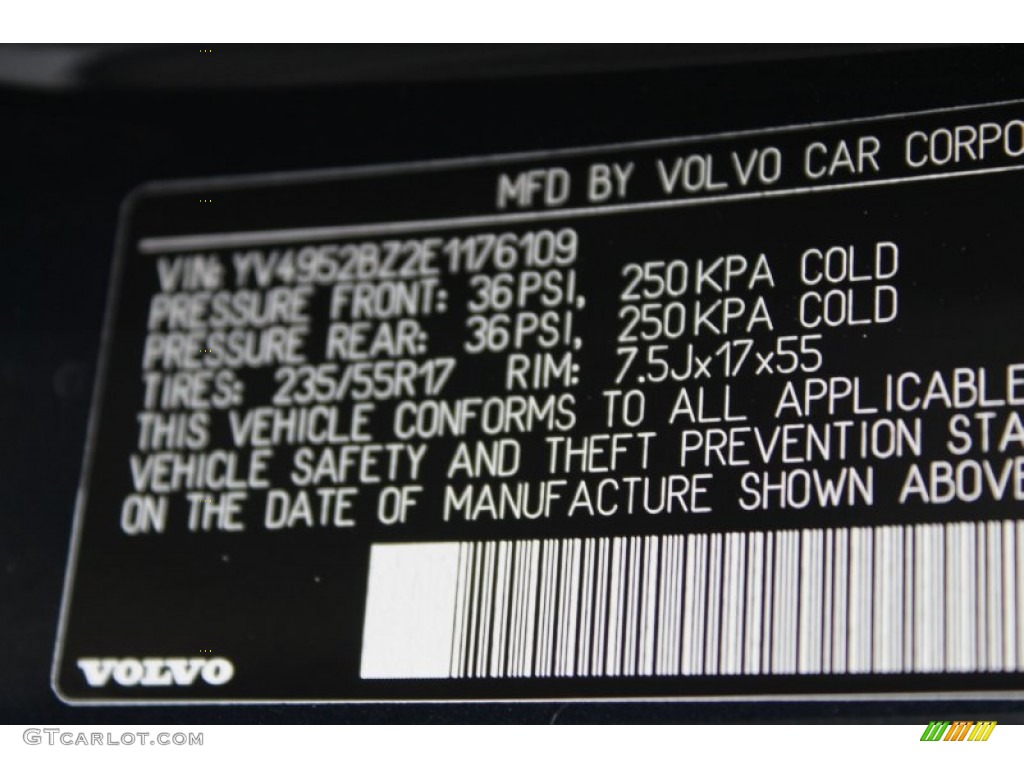 MFD BY VOLVO CAR CORPO
VIN: YV4952BZ2E1176109
PRESSURE FRONT: 36PSI, 250KPA COLD
PRESSURE REAR: 36PSI, 250KPA COLD
TIRES: 235/55R17 RIM: 7.5Jx17x55
THIS VEHICLE CONFORMS TO ALL APPLICABLE
VEHICLE SAFETY AND THEFT PREVENTION STA
ON THE DATE OF MANUFACTURE SHOWN ABOVE
VOLVO
GTCARLOT.COM